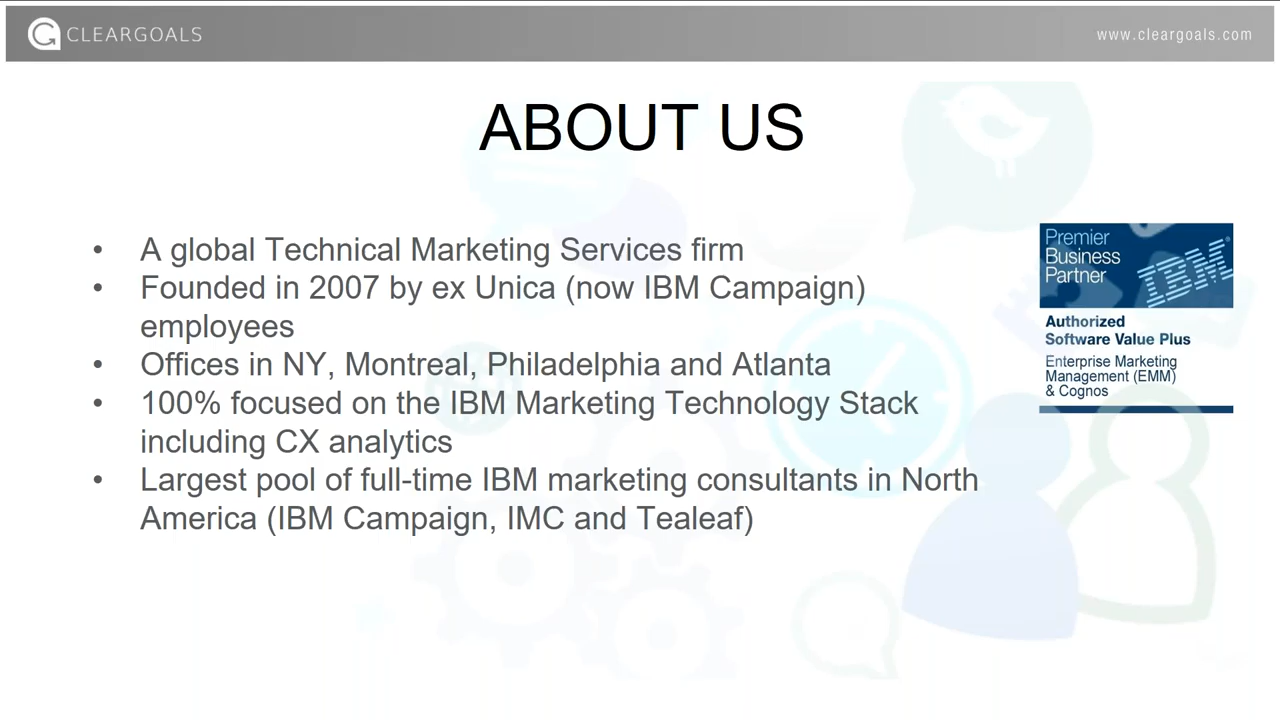 CLEARGOALS
www.cleargoals.com
ABOUT US
• A global Technical Marketing Services firm
• Founded in 2007 by ex Unica (now IBM Campaign)
employees
• Offices in NY, Montreal, Philadelphia and Atlanta
• 100% focused on the IBM Marketing Technology Stack
including CX analytics
• Largest pool of full-time IBM marketing consultants in North
America (IBM Campaign, IMC and Tealeaf)
Premier
Business
Partner
IBM®
Authorized
Software Value Plus
Enterprise Marketing
Management (EMM)
& Cognos